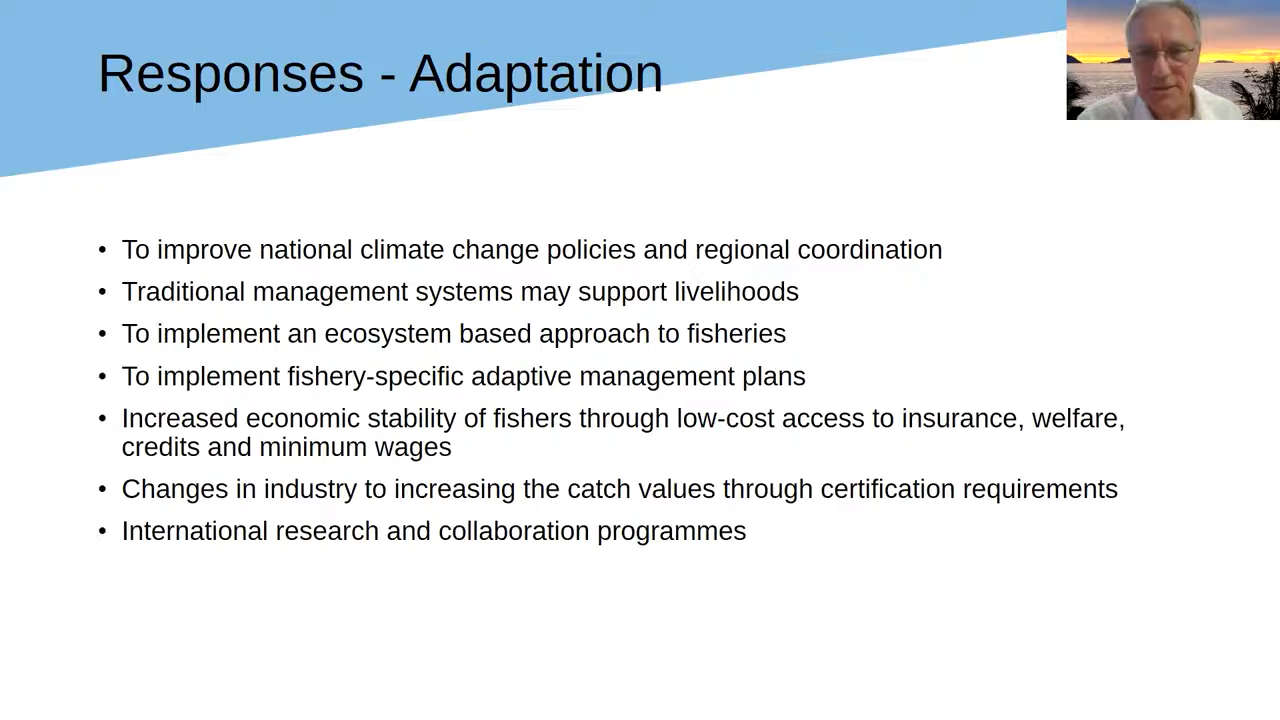 Responses - Adaptation
• To improve national climate change policies and regional coordination
• Traditional management systems may support livelihoods
• To implement an ecosystem based approach to fisheries
• To implement fishery-specific adaptive management plans
• Increased economic stability of fishers through low-cost access to insurance, welfare,
credits and minimum wages
• Changes in industry to increasing the catch values through certification requirements
• International research and collaboration programmes